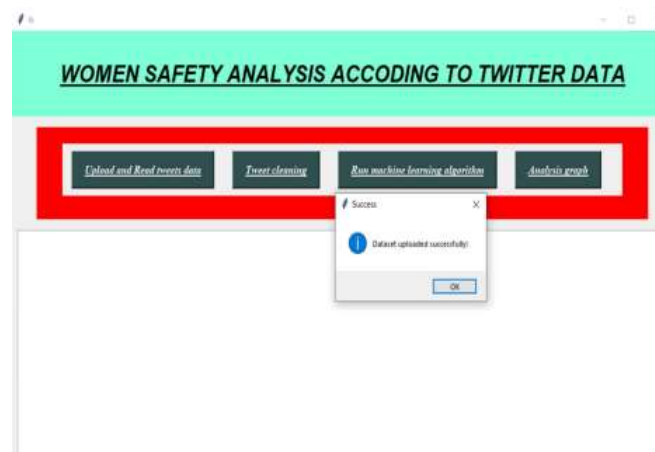 tk
WOMEN SAFETY ANALYSIS ACCODING TO TWITTER DATA
Upload and Read tweets data
Tweet cleaning
Run machine learning algorithm
Analysis graph
Success
Dataset uploaded successfully!
OK